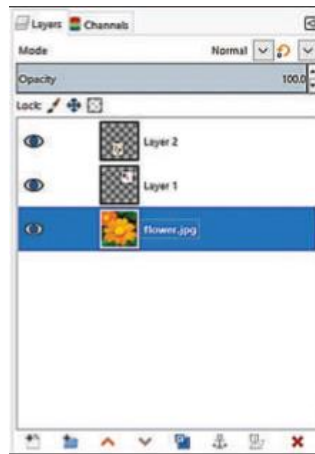 Layers Channels
Mode Normal
Opacity 100.0
Lock:
Layer 2
Layer 1
flower.jpg